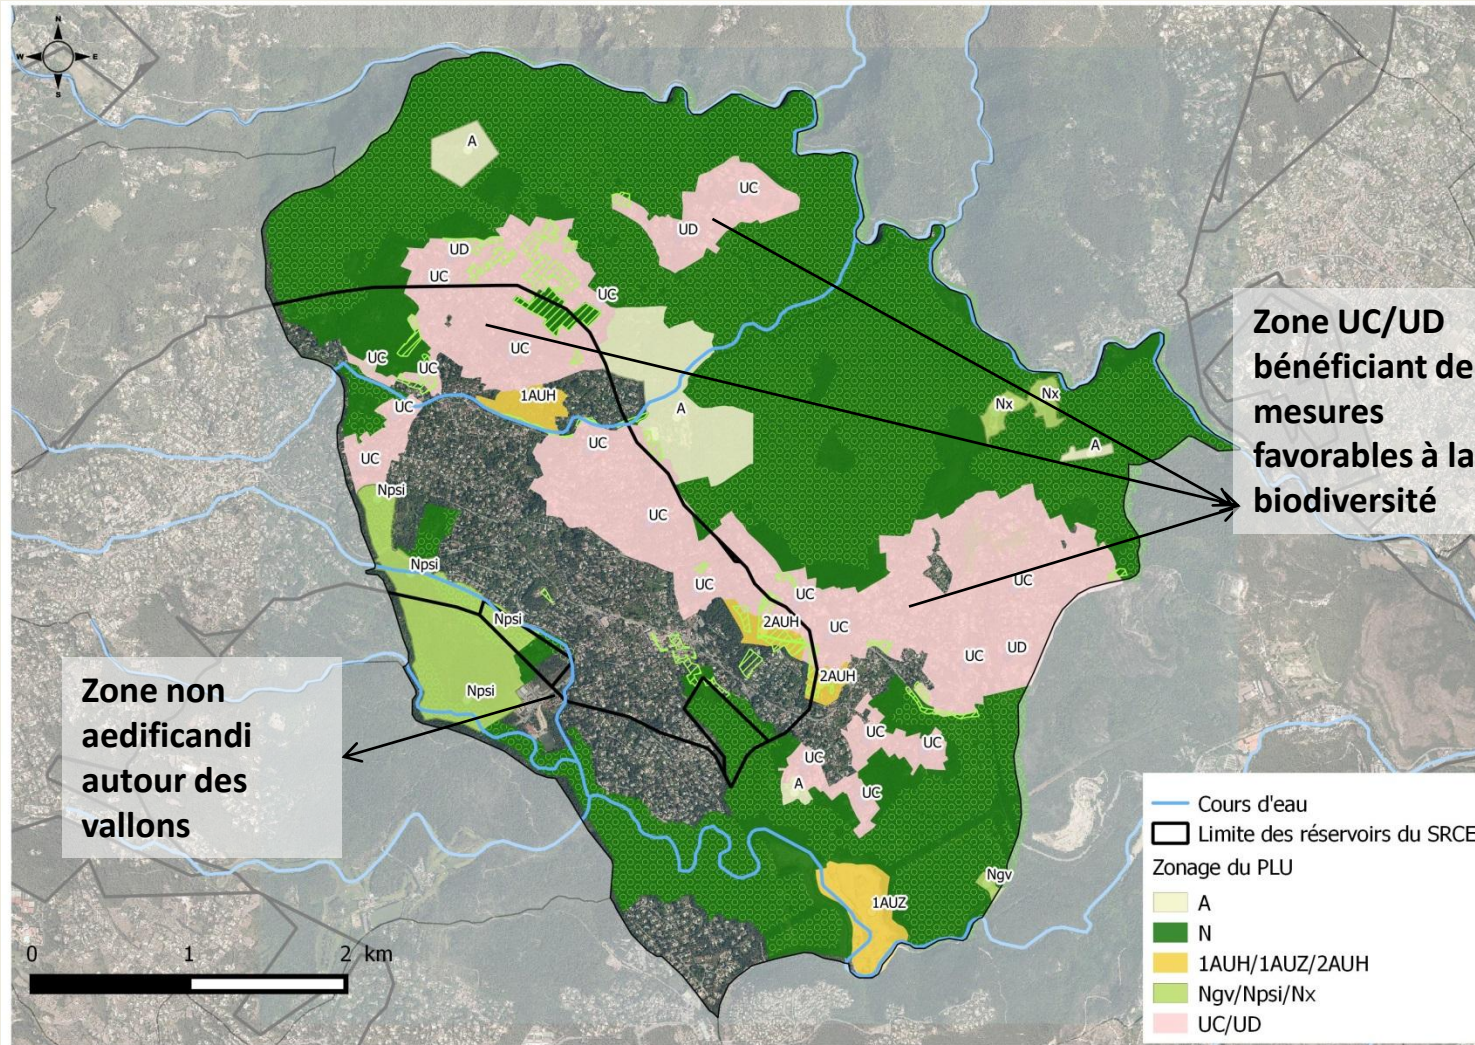 N
W
E
S
A
UC
UD
UD
UC
UC
UC
UC
UC
1AUH
UC
A
UC
UC
Nx
Nx
A
Npsi
UC
Npsi
UC
UC
UC
Npsi
2AUH
UC
UC
UD
2AUH
Npsi
UC
UC
UC
A
UC
Ngv
1AUZ
Zone UC/UD
bénéficiant de
mesures
favorables à la
biodiversité
Zone non
aedificandi
autour des
vallons
0 1 2 km
Cours d'eau
Limite des réservoirs du SRCE
Zonage du PLU
A
N
1AUH/1AUZ/2AUH
Ngv/Npsi/Nx
UC/UD